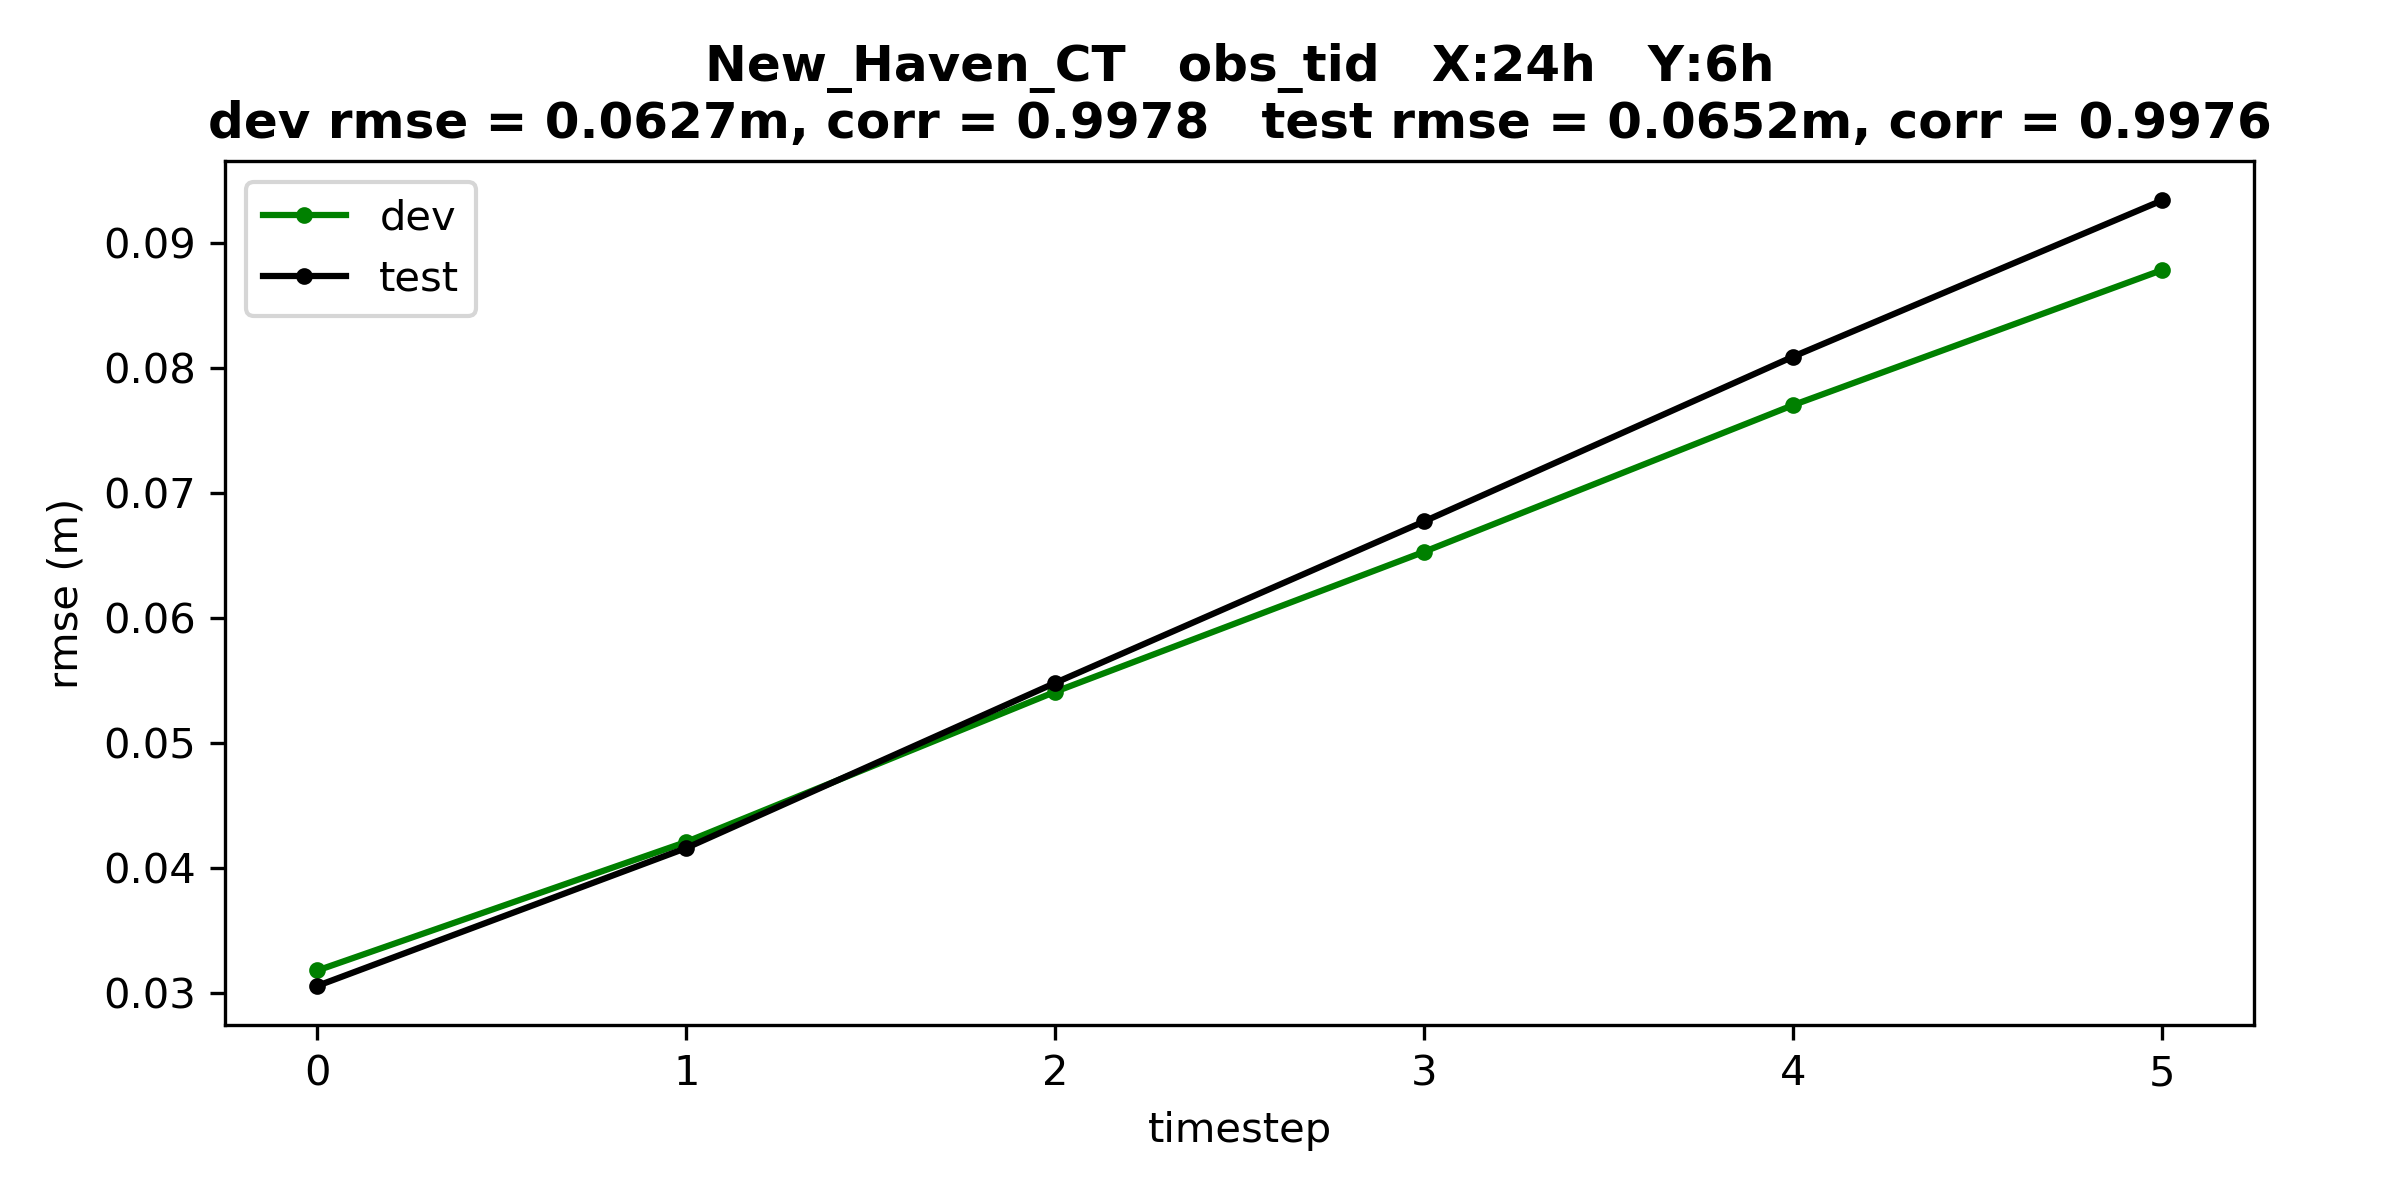 New_Haven_CT   obs_tid   X:24h   Y:6h
dev rmse = 0.0627m, corr = 0.9978   test rmse = 0.0652m, corr = 0.9976
dev
test
0.09
0.08
0.07
0.06
0.05
0.04
0.03
rmse (m)
0 1 2 3 4 5
timestep